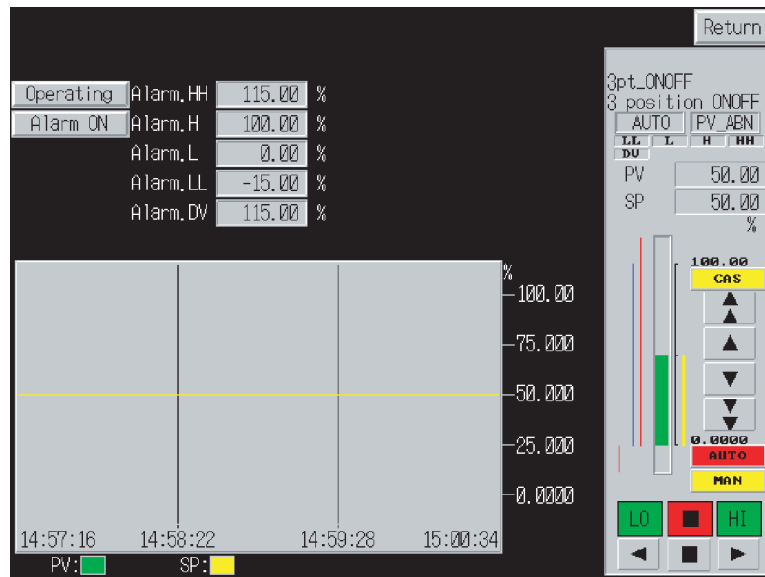 Return
Operating Alarm.HH 115.00 %
Alarm ON Alarm.H 100.00 %
Alarm.L 0.00 %
Alarm.LL -15.00 %
Alarm.DV 115.00 %
3pt_ONOFF
3 position ONOFF
AUTO PV_ABN
LL L H HH
DV
PV 50.00
SP 50.00
%
%
100.00
75.000
50.000
25.000
0.0000
14:57:16 14:58:22 14:59:28 15:00:34
PV: SP:
100.00
CAS
0.0000
AUTO
MAN
LO HI